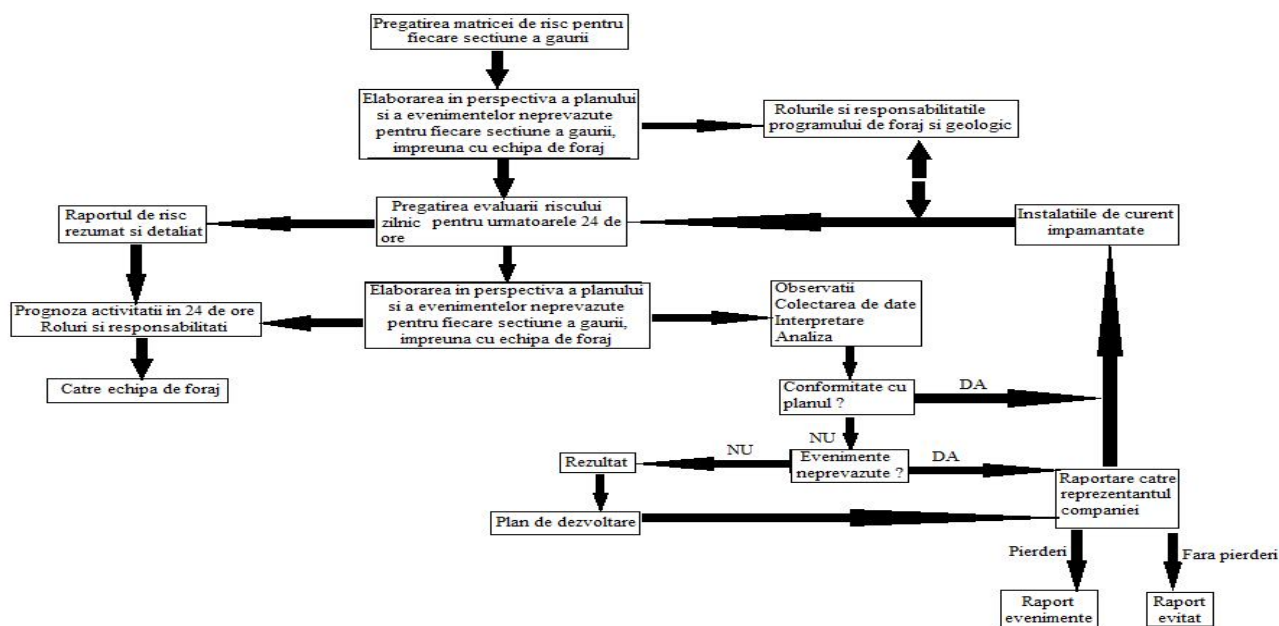 Pregatirea matricei de risc pentru
fiecare sectiune a gaurii
Elaborarea in perspectiva a planului
si a evenimentelor neprevazute
pentru fiecare sectiune a gaurii,
impreuna cu echipa de foraj
Rolurile si responsabilitatile
programului de foraj si geologic
Pregatirea evaluarii riscului
zilnic pentru urmatoarele 24 de
ore
Raportul de risc
rezumat si detaliat
Instalatiile de curent
impamantate
Elaborarea in perspectiva a planului
si a evenimentelor neprevazute
pentru fiecare sectiune a gaurii,
impreuna cu echipa de foraj
Prognoza activitatii in 24 de ore
Roluri si responsabilitati
Observatii
Colectarea de date
Interpretare
Analiza
Catre echipa de foraj
Conformitate cu
planul ?
DA
NU
Evenimente
neprevazute ?
NU
DA
Rezultat
Raportare catre
reprezentantul
companiei
Plan de dezvoltare
Pierderi
Fara pierderi
Raport
evenimente
Raport
evitat